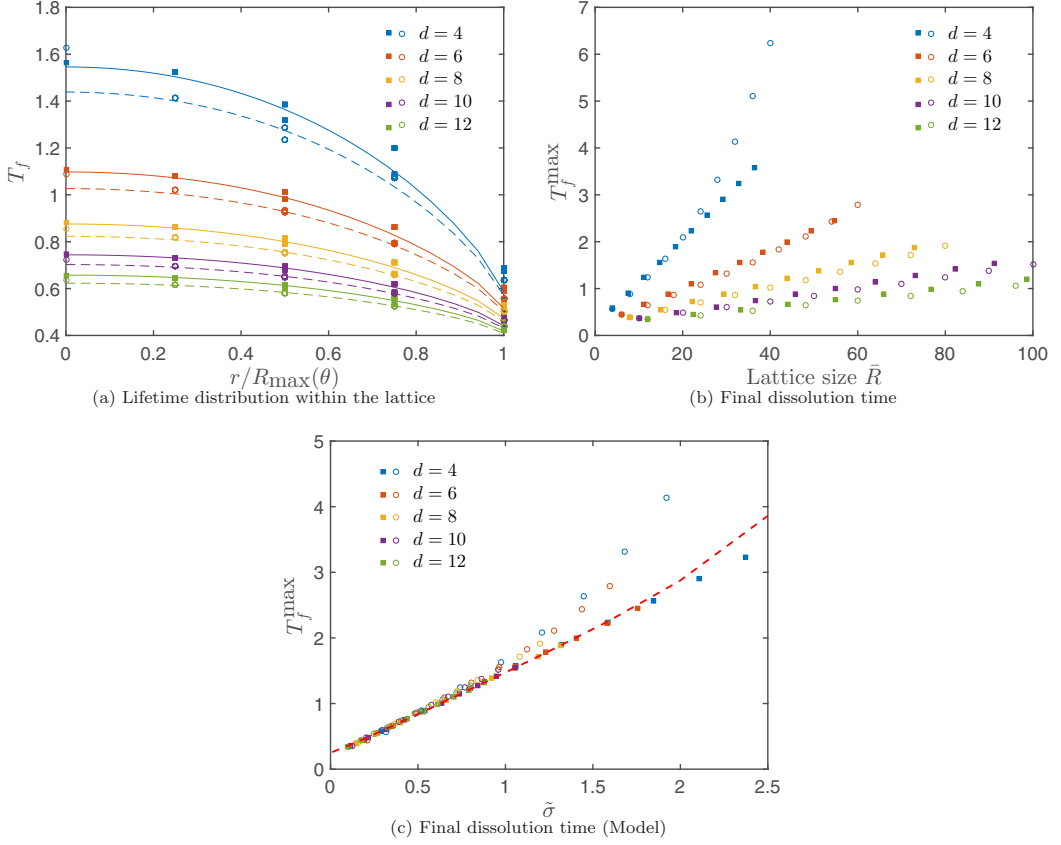 1.8
1.6
1.4
1.2
1
0.8
0.6
0.4
T_f
0 0.2 0.4 0.6 0.8 1
r/R_max(θ)
d = 4
d = 6
d = 8
d = 10
d = 12
(a) Lifetime distribution within the lattice
7
6
5
4
3
2
1
0
T_f^max
0 20 40 60 80 100
Lattice size R̄
d = 4
d = 6
d = 8
d = 10
d = 12
(b) Final dissolution time
5
4
3
2
1
0
T_f^max
0 0.5 1 1.5 2 2.5
σ̃
d = 4
d = 6
d = 8
d = 10
d = 12
(c) Final dissolution time (Model)